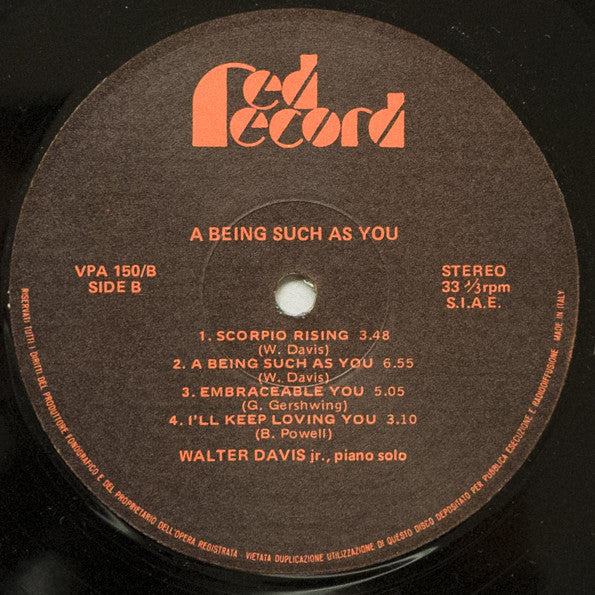 Red
Record
A BEING SUCH AS YOU
VPA 150/B
SIDE B
STEREO
33 1/3 rpm
S.I.A.E.
1. SCORPIO RISING 3.48
(W. Davis)
2. A BEING SUCH AS YOU 6.55
(W. Davis)
3. EMBRACEABLE YOU 5.05
(G. Gershwing)
4. I'LL KEEP LOVING YOU 3.10
(B. Powell)
WALTER DAVIS jr., piano solo
RISERVATI TUTTI I DIRITTI DEL PRODUTTORE FONOGRAFICO E DEL PROPRIETARIO DELL'OPERA REGISTRATA - VIETATA DUPLICAZIONE UTILIZZAZIONE DI QUESTO DISCO DEPOSITATO PER PUBBLICA ESECUZIONE E RADIODIFFUSIONE MADE IN ITALY